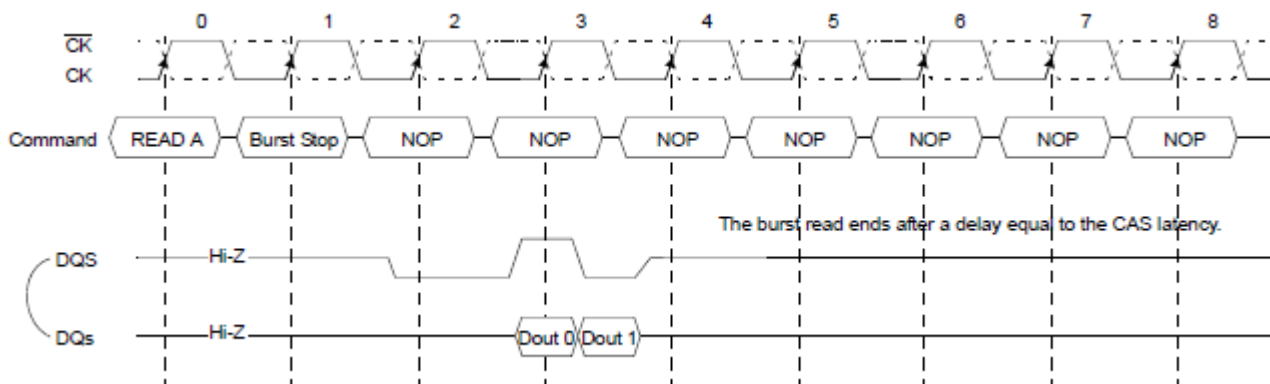 0 1 2 3 4 5 6 7 8
CK
CK
Command READ A Burst Stop NOP NOP NOP NOP NOP NOP NOP
The burst read ends after a delay equal to the CAS latency.
DQS Hi-Z
DQs Hi-Z Dout 0 Dout 1